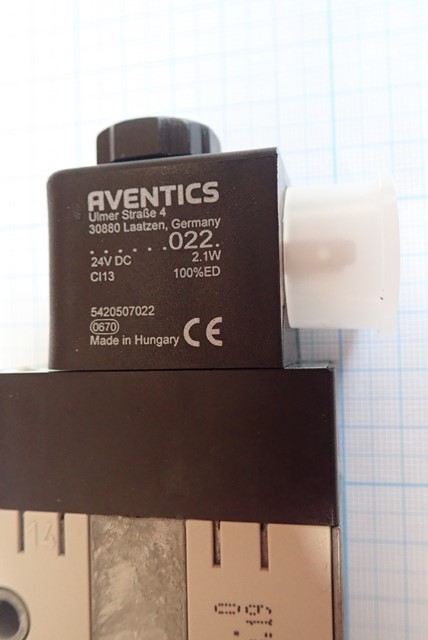 AVENTICS
Ulmer Straße 4
30880 Laatzen, Germany
. . . . . .022.
24V DC 2.1W
CI13 100%ED
5420507022
0670
Made in Hungary CE
14